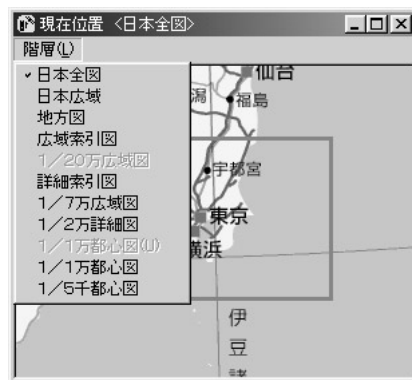 現在位置 〈日本全図〉
階層(L)
✓日本全図
日本広域
地方図
広域索引図
1／20万広域図
詳細索引図
1／7万広域図
1／2万詳細図
1／1万都心図(U)
1／1万都心図
1／5千都心図
仙台
潟
福島
宇都宮
東京
横浜
伊
豆